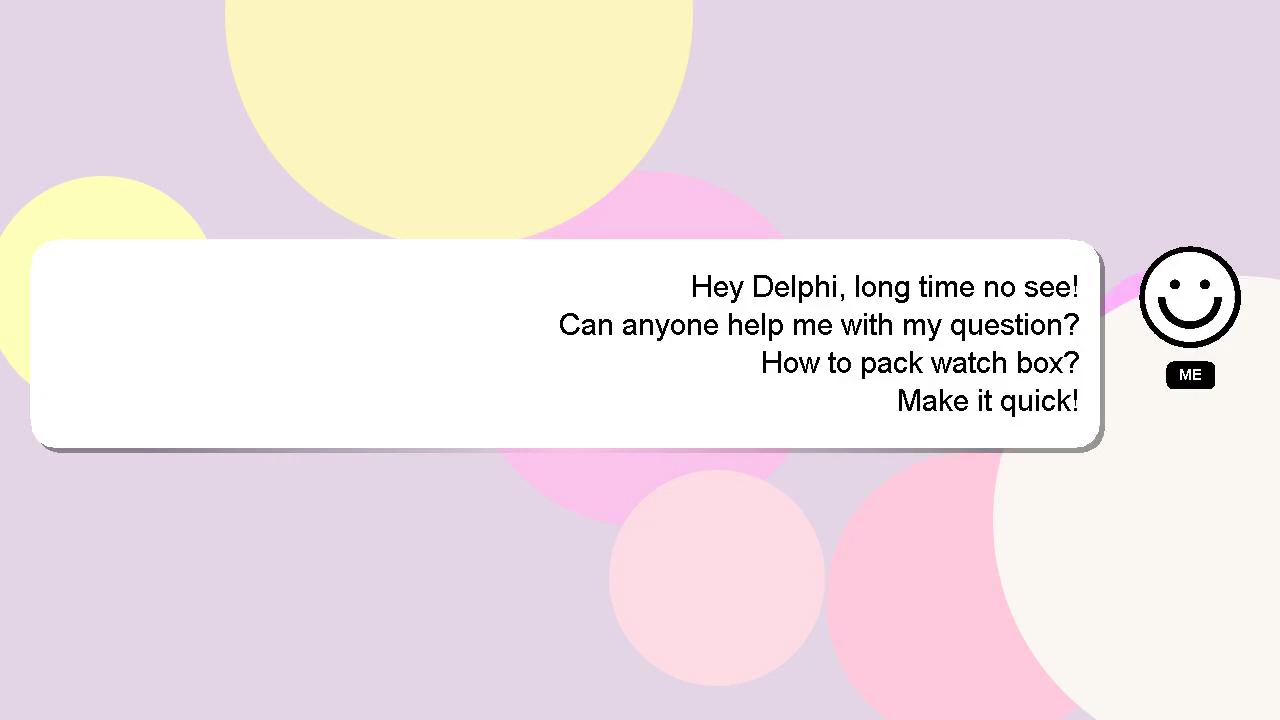 Hey Delphi, long time no see!
Can anyone help me with my question?
How to pack watch box?
Make it quick!
ME